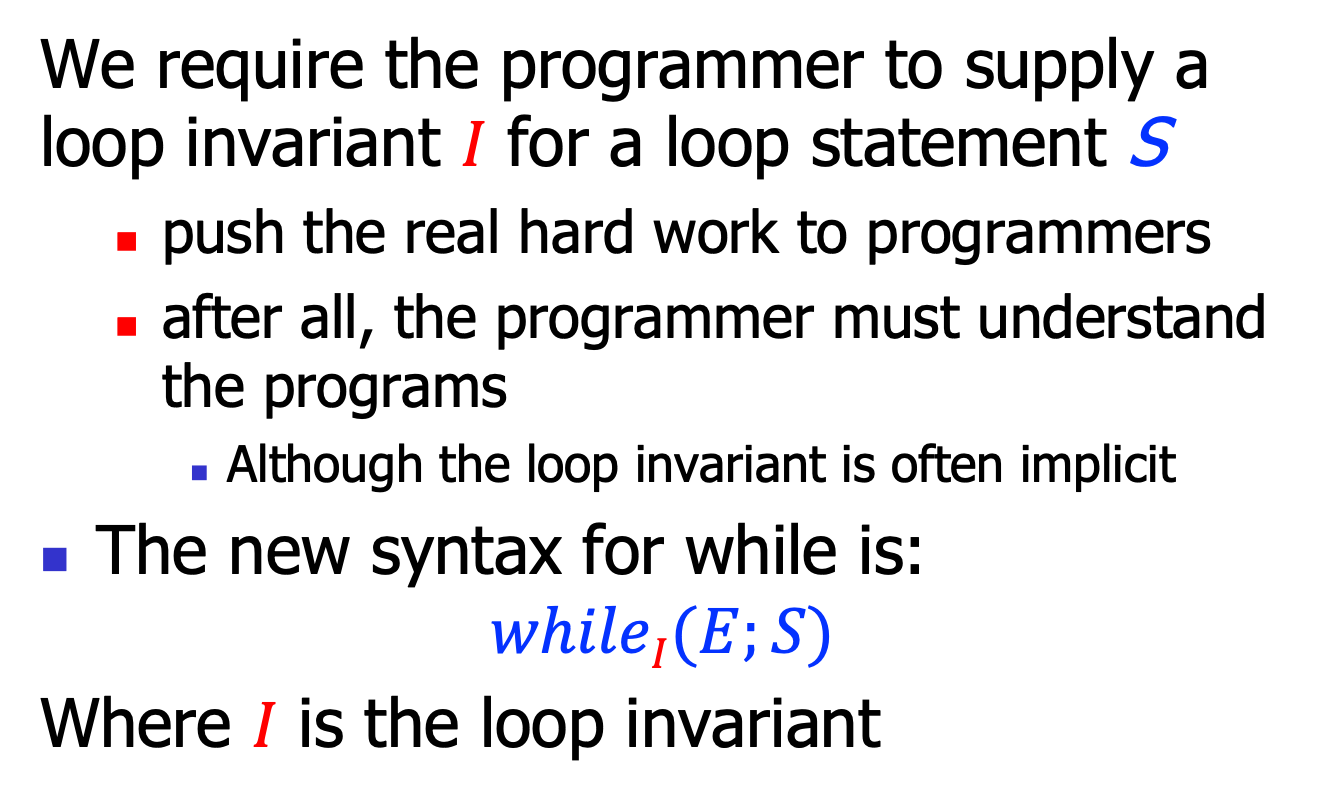 We require the programmer to supply a
loop invariant I for a loop statement S
▪ push the real hard work to programmers
▪ after all, the programmer must understand
the programs
▪ Although the loop invariant is often implicit
▪ The new syntax for while is:
while_I(E; S)
Where I is the loop invariant